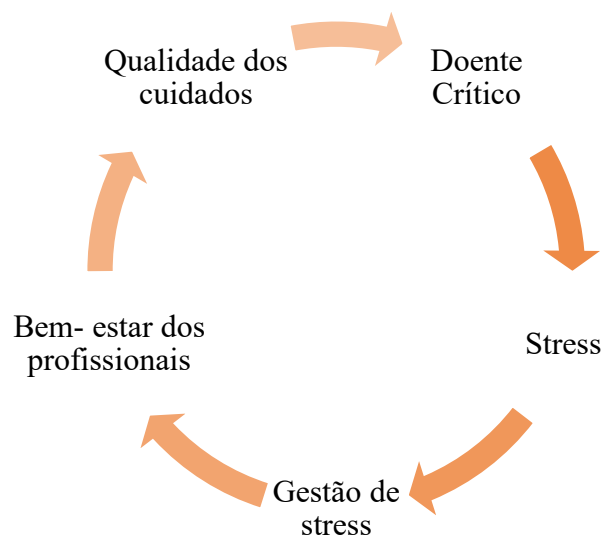 Qualidade dos
cuidados
Doente
Crítico
Stress
Gestão de
stress
Bem- estar dos
profissionais